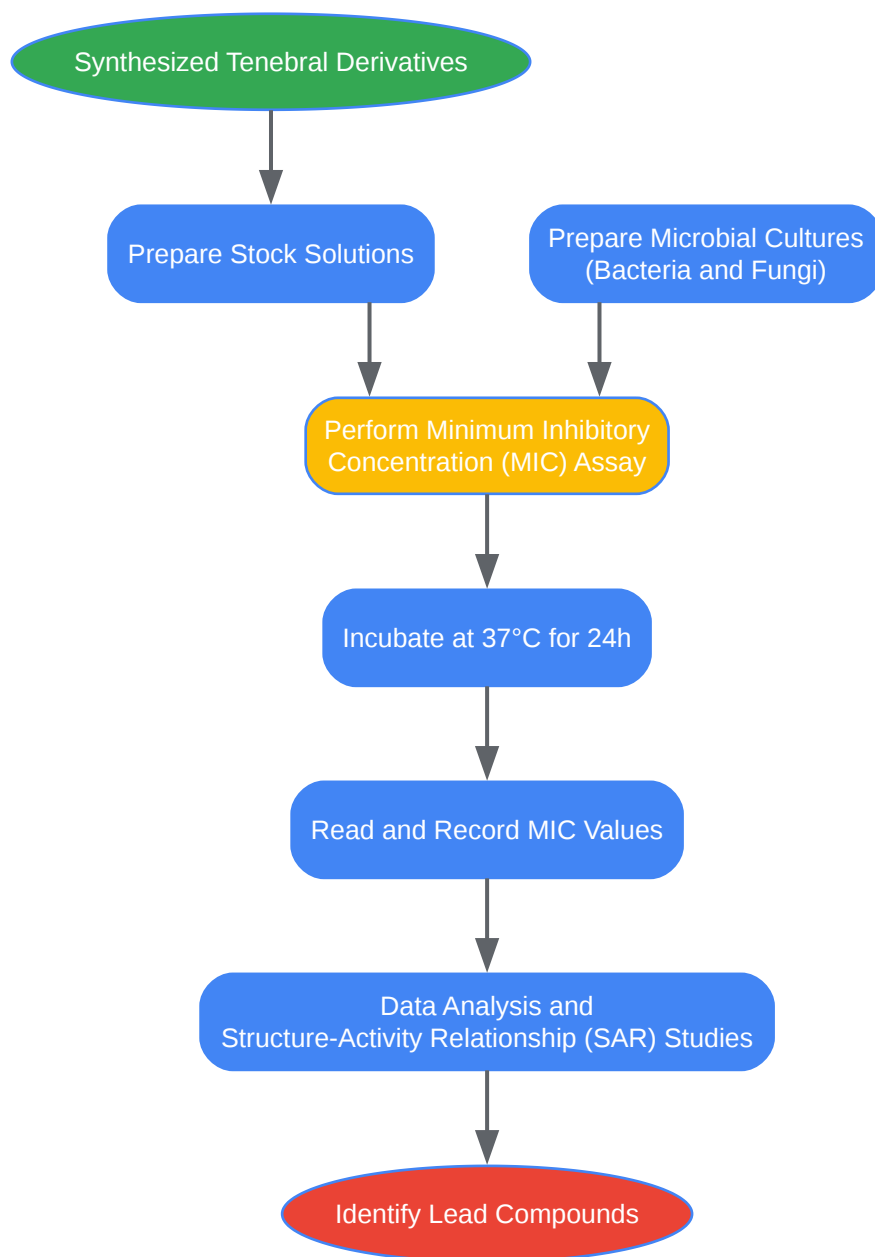 Synthesized Tenebral Derivatives
Prepare Stock Solutions
Prepare Microbial Cultures
(Bacteria and Fungi)
Perform Minimum Inhibitory
Concentration (MIC) Assay
Incubate at 37°C for 24h
Read and Record MIC Values
Data Analysis and
Structure-Activity Relationship (SAR) Studies
Identify Lead Compounds